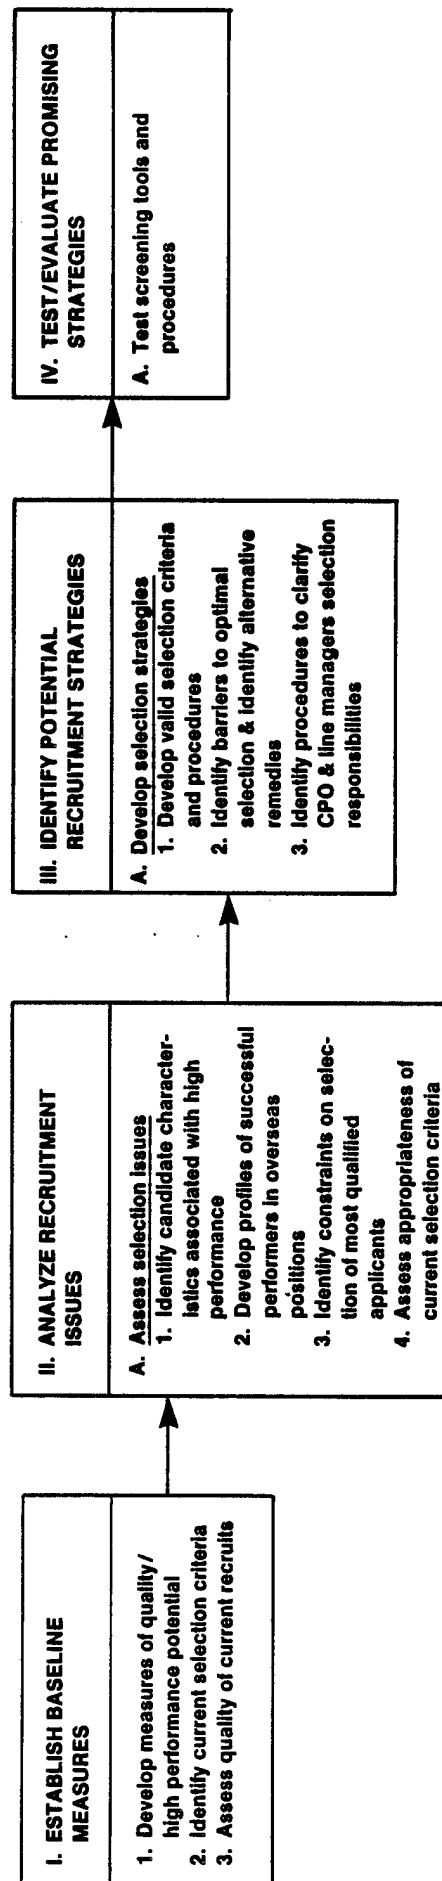 I. ESTABLISH BASELINE
MEASURES
1. Develop measures of quality/
high performance potential
2. Identify current selection criteria
3. Assess quality of current recruits
II. ANALYZE RECRUITMENT
ISSUES
A. Assess selection issues
1. Identify candidate character-
istics associated with high
performance
2. Develop profiles of successful
performers in overseas
positions
3. Identify constraints on selec-
tion of most qualified
applicants
4. Assess appropriateness of
current selection criteria
III. IDENTIFY POTENTIAL
RECRUITMENT STRATEGIES
A. Develop selection strategies
1. Develop valid selection criteria
and procedures
2. Identify barriers to optimal
selection & identify alternative
remedies
3. Identify procedures to clarify
CPO & line managers selection
responsibilities
IV. TEST/EVALUATE PROMISING
STRATEGIES
A. Test screening tools and
procedures